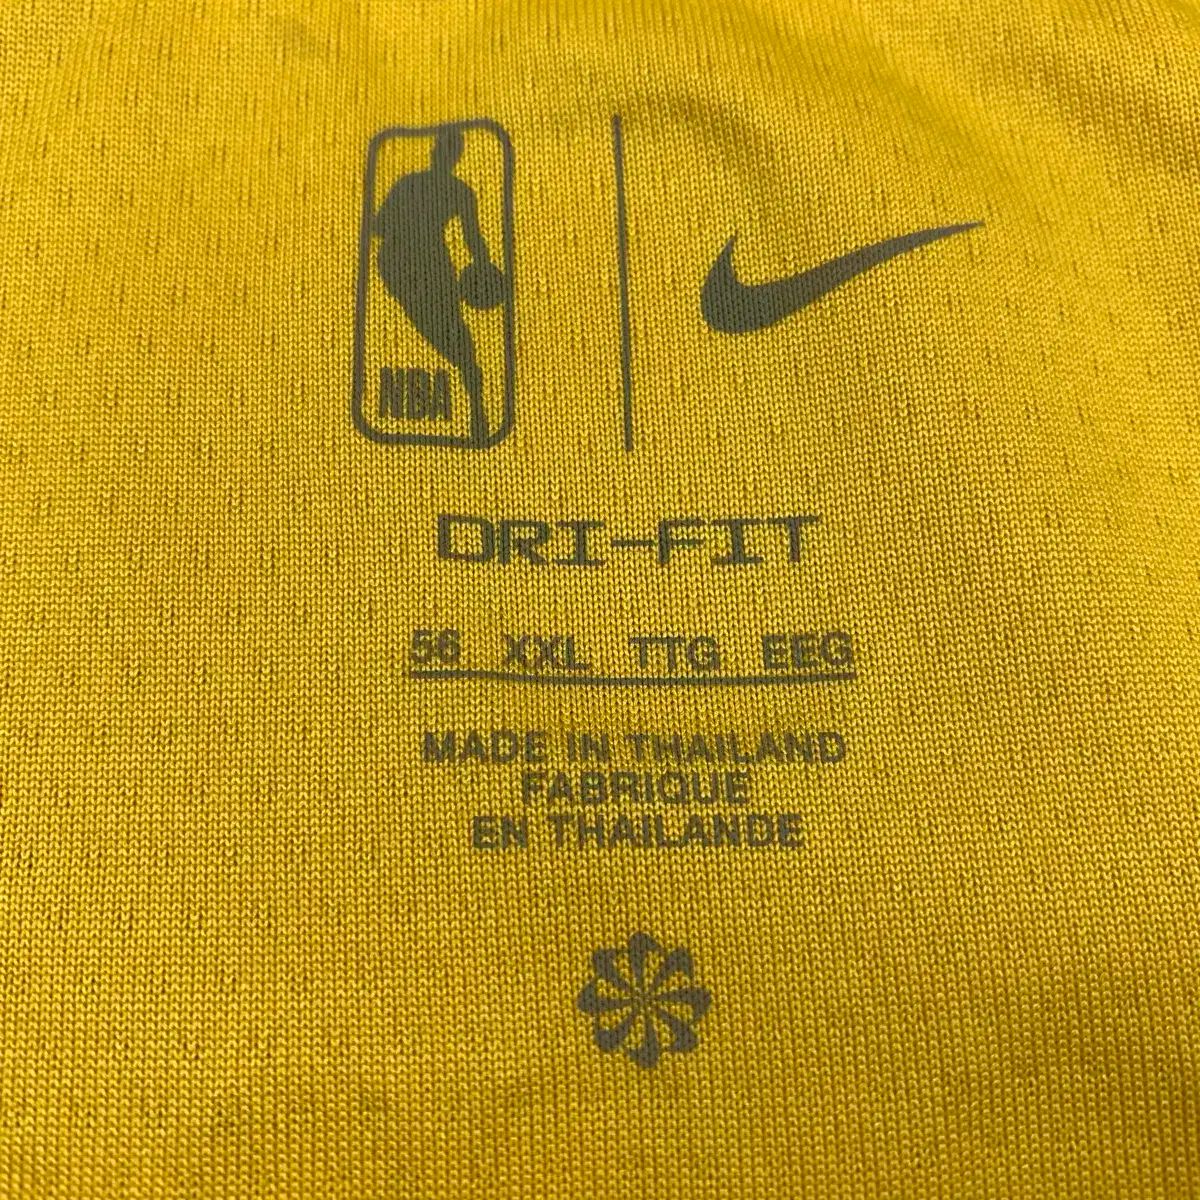 NBA
DRI-FIT
56 XXL TTG EEG
MADE IN THAILAND
FABRIQUE
EN THAILANDE